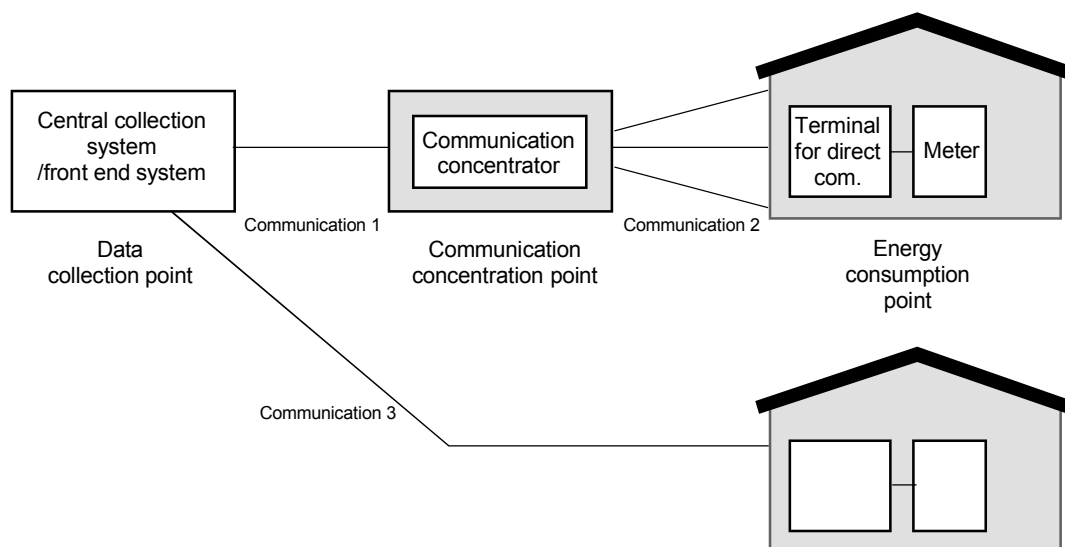 Central collection
system
/front end system
Communication
concentrator
Terminal
for direct
com.
Meter
Communication 1
Communication 2
Data
collection point
Communication
concentration point
Energy
consumption
point
Communication 3